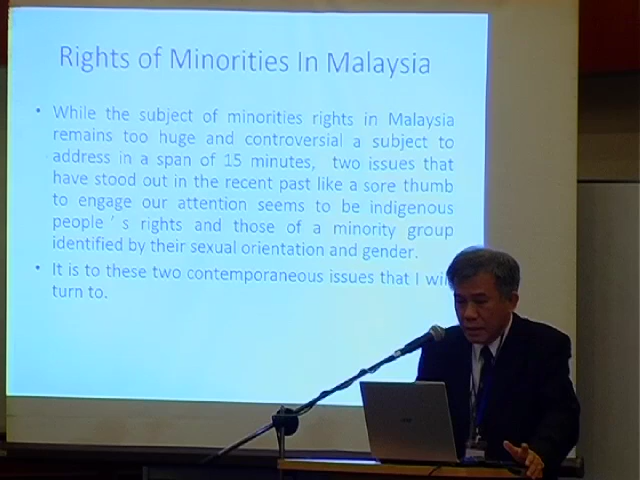 Rights of Minorities In Malaysia
• While the subject of minorities rights in Malaysia
remains too huge and controversial a subject to
address in a span of 15 minutes, two issues that
have stood out in the recent past like a sore thumb
to engage our attention seems to be indigenous
people's rights and those of a minority group
identified by their sexual orientation and gender.
• It is to these two contemporaneous issues that I will
turn to.